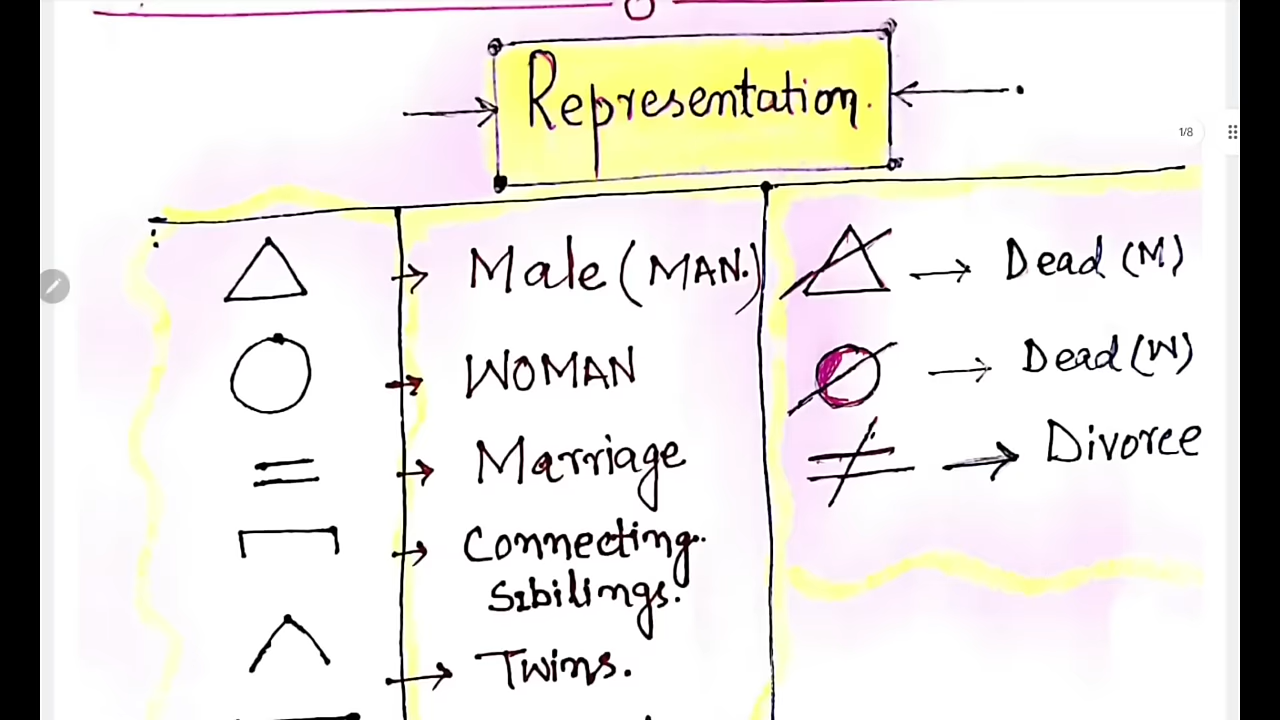 Representation.
1/8
Male (MAN.)
WOMAN
Marriage
Connecting
Sibilings.
Twins.
Dead (M)
Dead (W)
Divorce